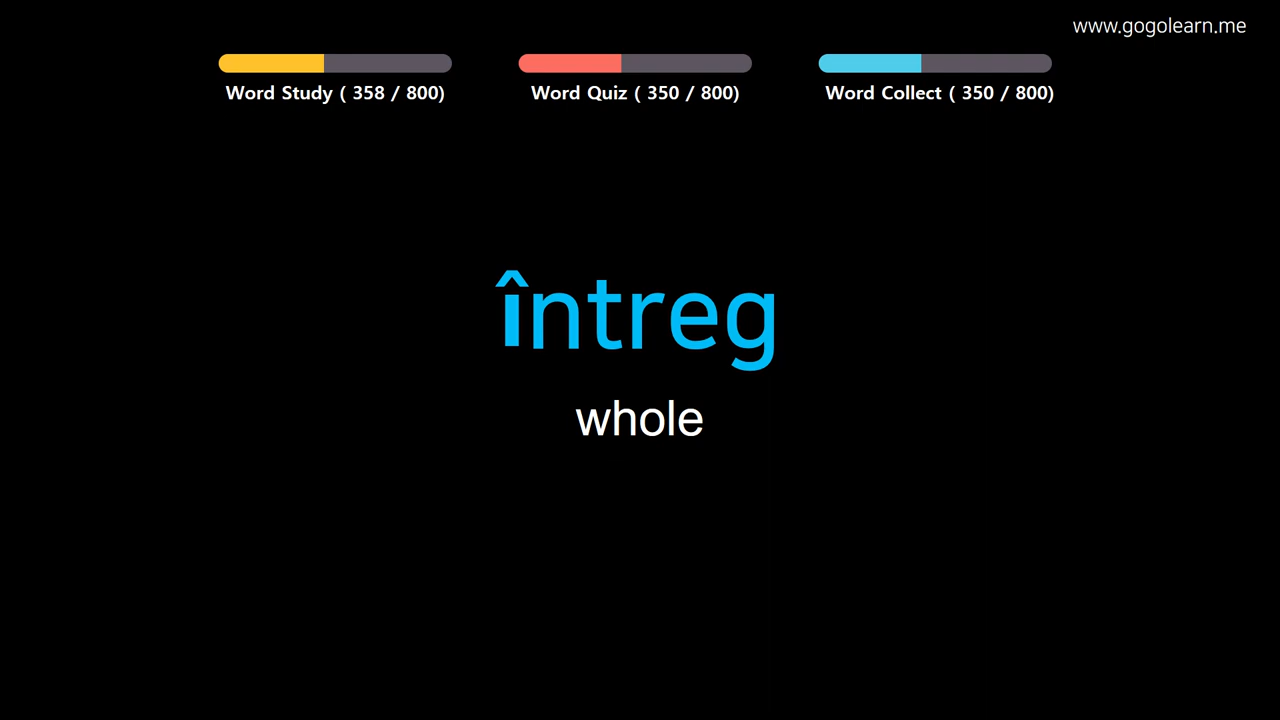 www.gogolearn.me
Word Study ( 358 / 800)
Word Quiz ( 350 / 800)
Word Collect ( 350 / 800)
întreg
whole